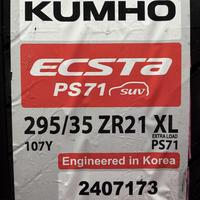 KUMHO
ECSTA
PS71 SUV
295/35 ZR21 XL
EXTRA LOAD
107Y PS71
Engineered in Korea
2407173